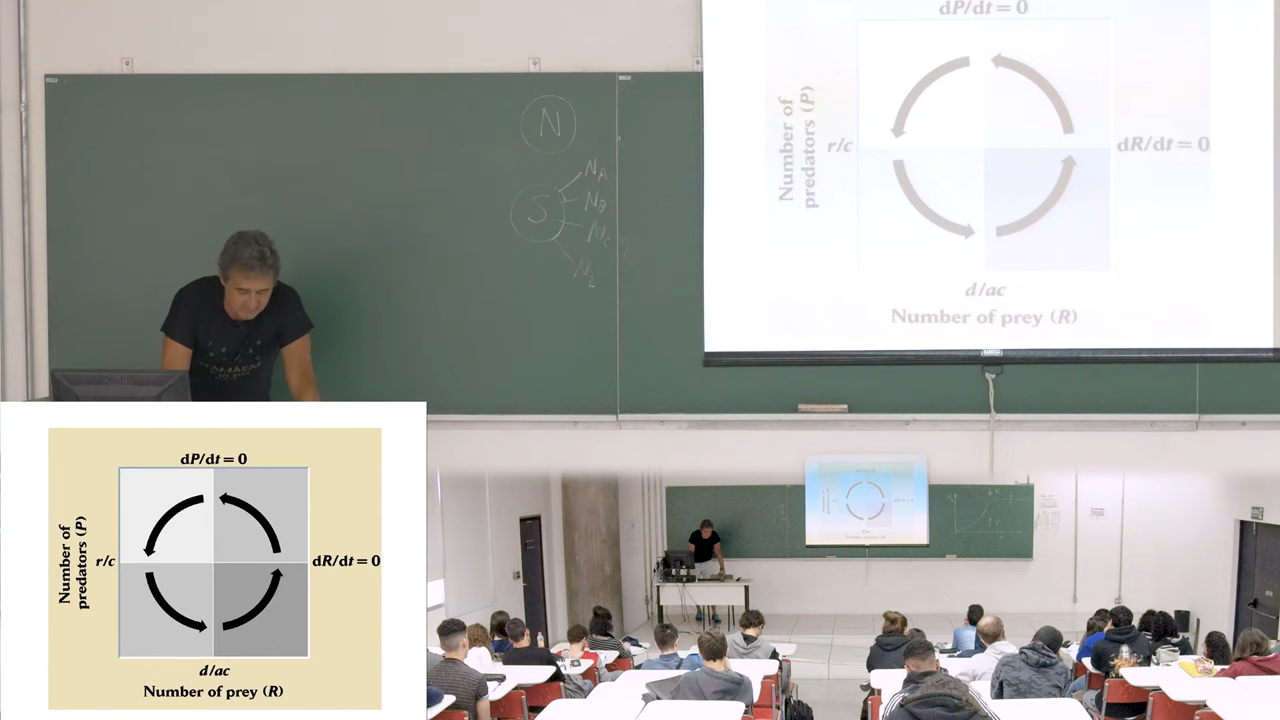 N
S
N_A
N_B
N_C
dP/dt = 0
Number of
predators (P)
r/c
dR/dt = 0
d/ac
Number of prey (R)
dP/dt = 0
Number of
predators (P)
r/c
dR/dt = 0
d/ac
Number of prey (R)